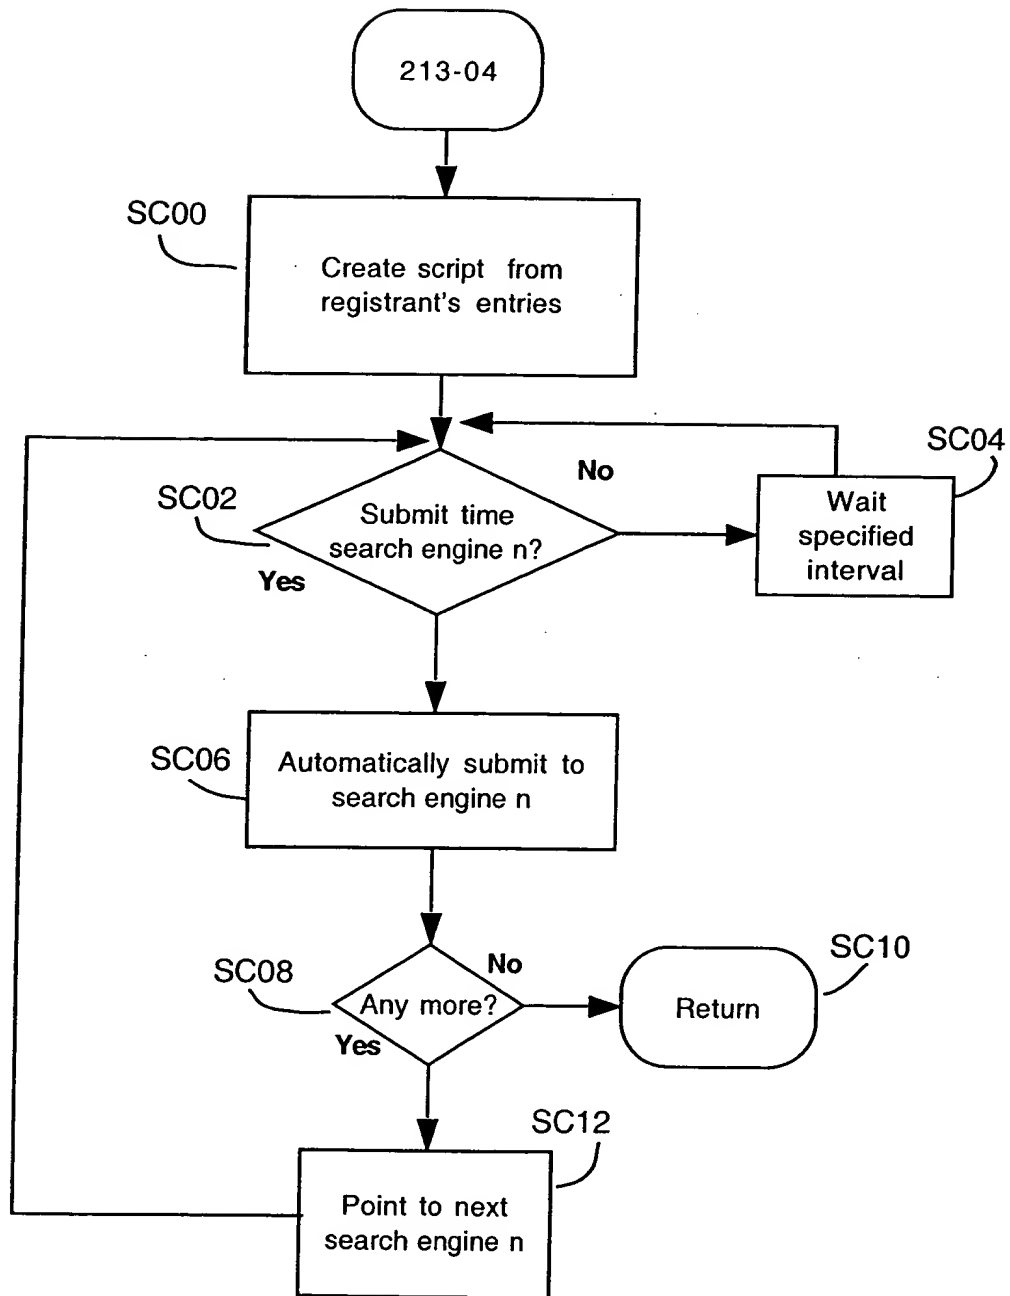 213-04
SC00
Create script from
registrant's entries
SC04
No
SC02
Submit time
search engine n?
Yes
Wait
specified
interval
SC06
Automatically submit to
search engine n
SC08
No
Any more?
Yes
SC10
Return
SC12
Point to next
search engine n